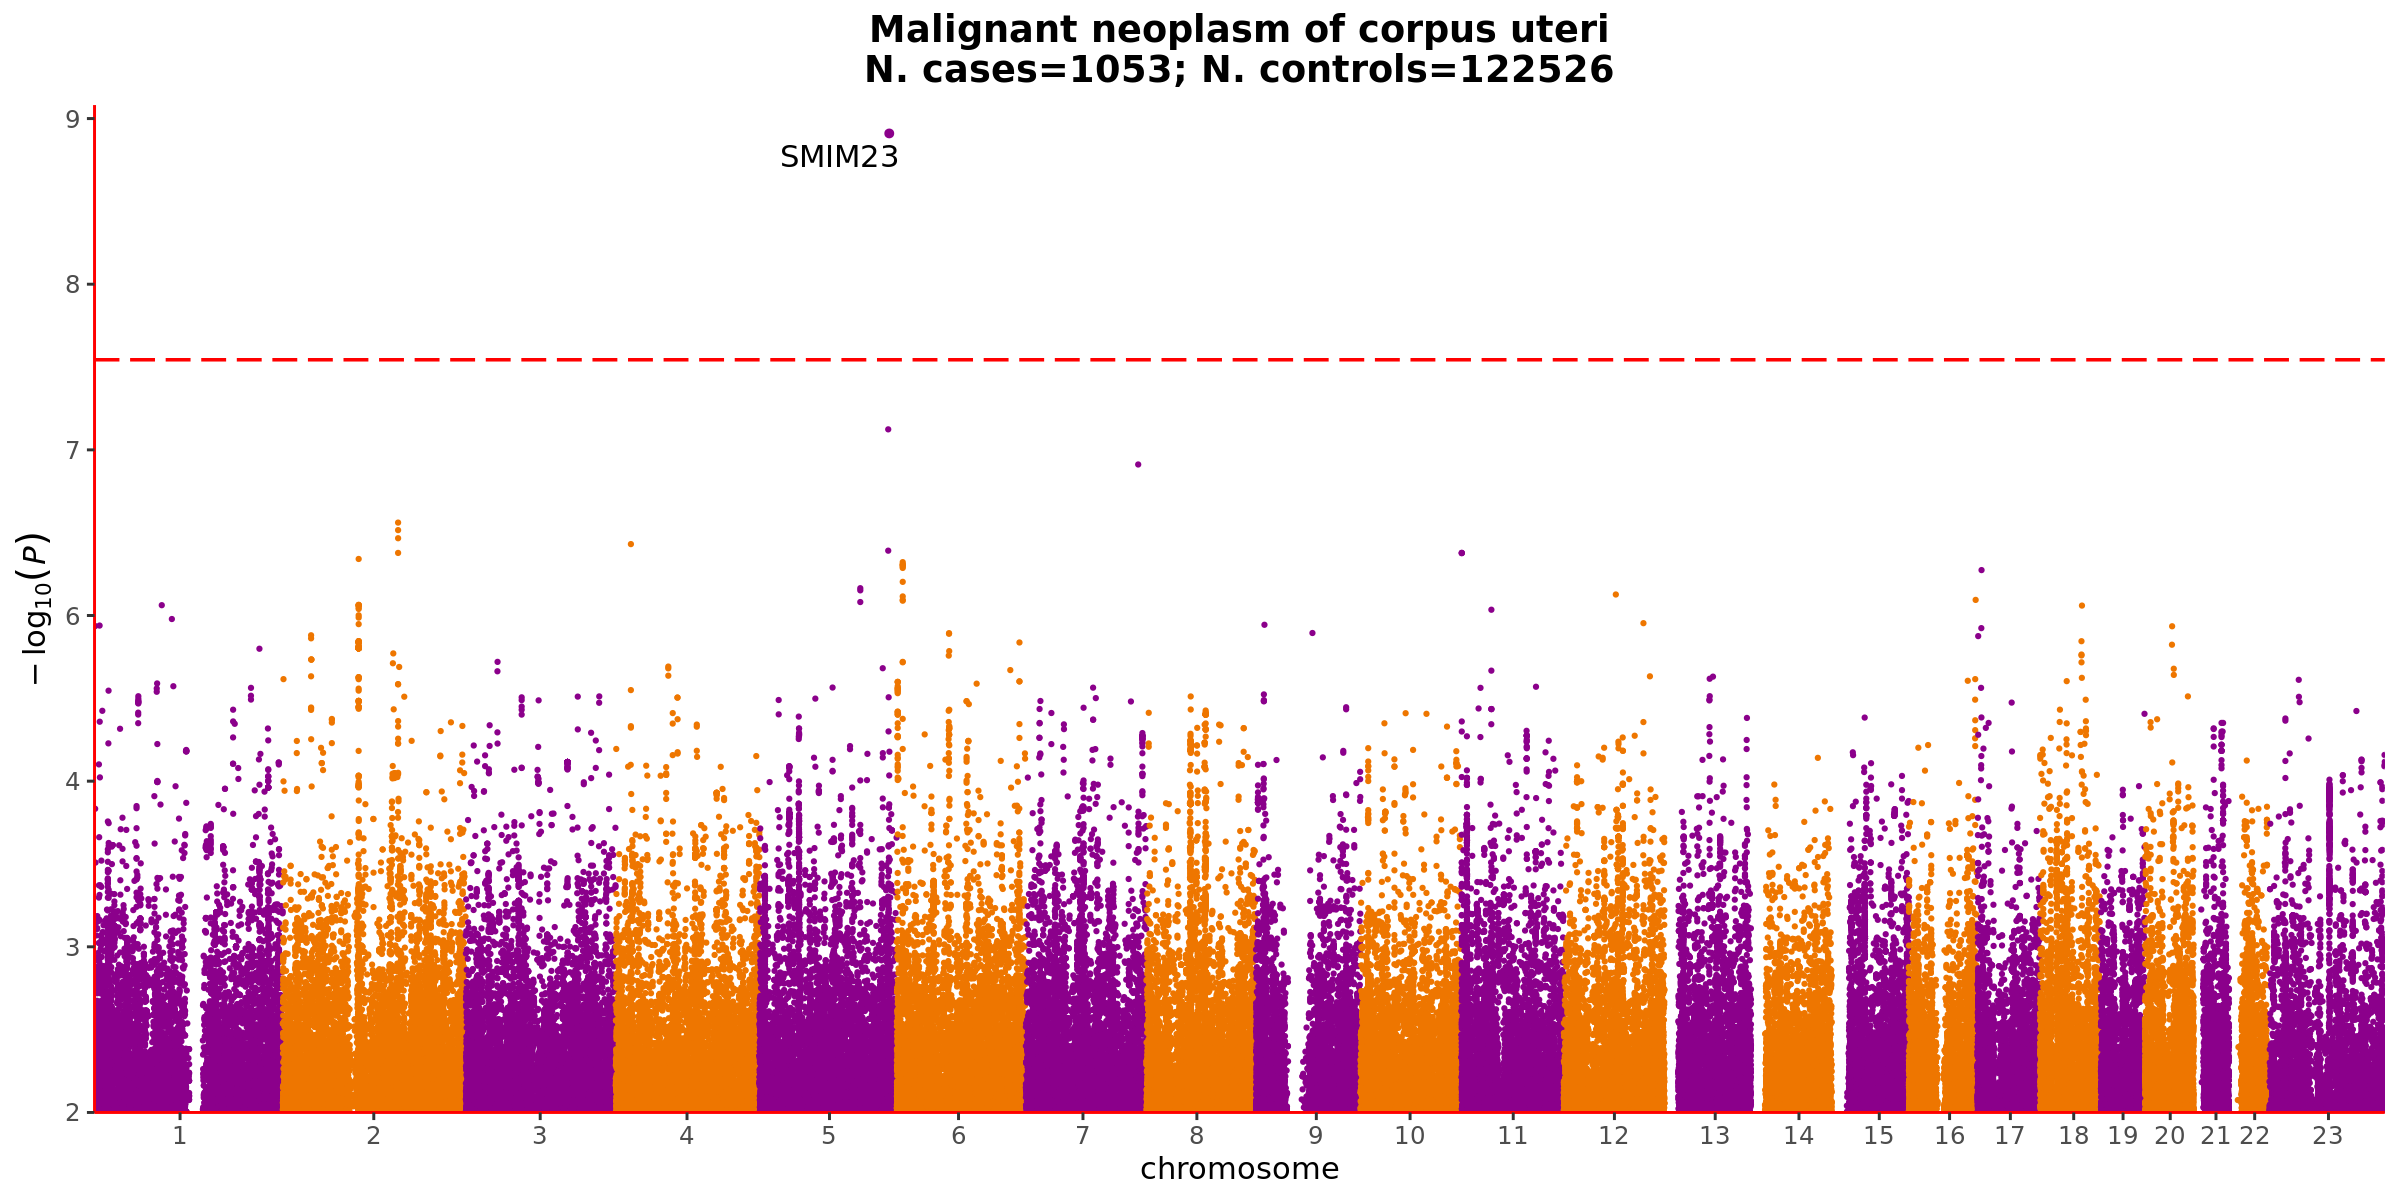 Malignant neoplasm of corpus uteri
N. cases=1053; N. controls=122526
9
8
7
6
5
4
3
2
−log10(P)
SMIM23
1 2 3 4 5 6 7 8 9 10 11 12 13 14 15 16 17 18 19 20 21 22 23
chromosome